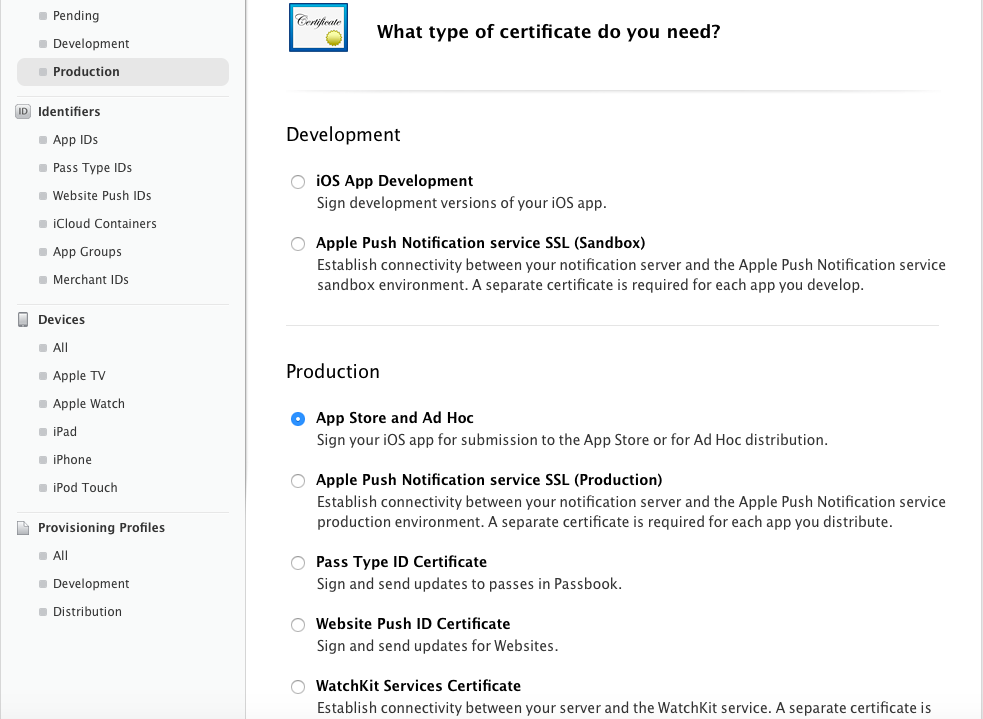 Pending
Development
Production
ID Identifiers
App IDs
Pass Type IDs
Website Push IDs
iCloud Containers
App Groups
Merchant IDs
Devices
All
Apple TV
Apple Watch
iPad
iPhone
iPod Touch
Provisioning Profiles
All
Development
Distribution
Certificate
What type of certificate do you need?
Development
iOS App Development
Sign development versions of your iOS app.
Apple Push Notification service SSL (Sandbox)
Establish connectivity between your notification server and the Apple Push Notification service
sandbox environment. A separate certificate is required for each app you develop.
Production
App Store and Ad Hoc
Sign your iOS app for submission to the App Store or for Ad Hoc distribution.
Apple Push Notification service SSL (Production)
Establish connectivity between your notification server and the Apple Push Notification service
production environment. A separate certificate is required for each app you distribute.
Pass Type ID Certificate
Sign and send updates to passes in Passbook.
Website Push ID Certificate
Sign and send updates for Websites.
WatchKit Services Certificate
Establish connectivity between your server and the WatchKit service. A separate certificate is